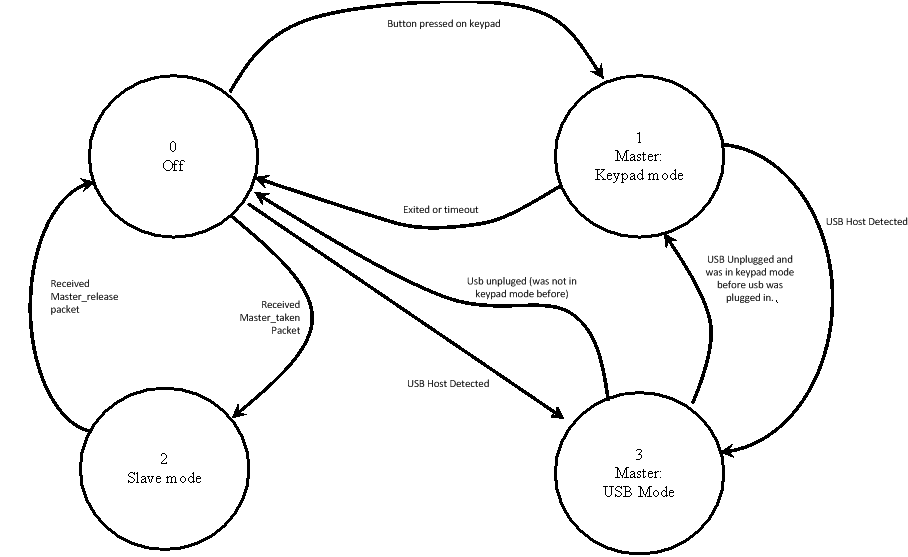 Button pressed on keypad
0
Off
1
Master:
Keypad mode
Exited or timeout
USB Host Detected
Received
Master_release
packet
Received
Master_taken
Packet
Usb unpluged (was not in
keypad mode before)
USB Unplugged and
was in keypad mode
before usb was
plugged in..
USB Host Detected
2
Slave mode
3
Master:
USB Mode